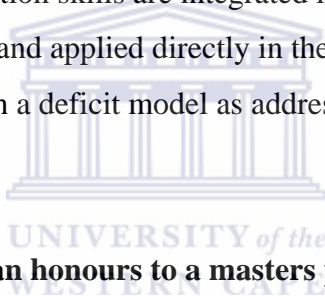 tion skills are integrated
and applied directly in the
a deficit model as addres
UNIVERSITY of the
an honours to a masters
WESTERN CAPE